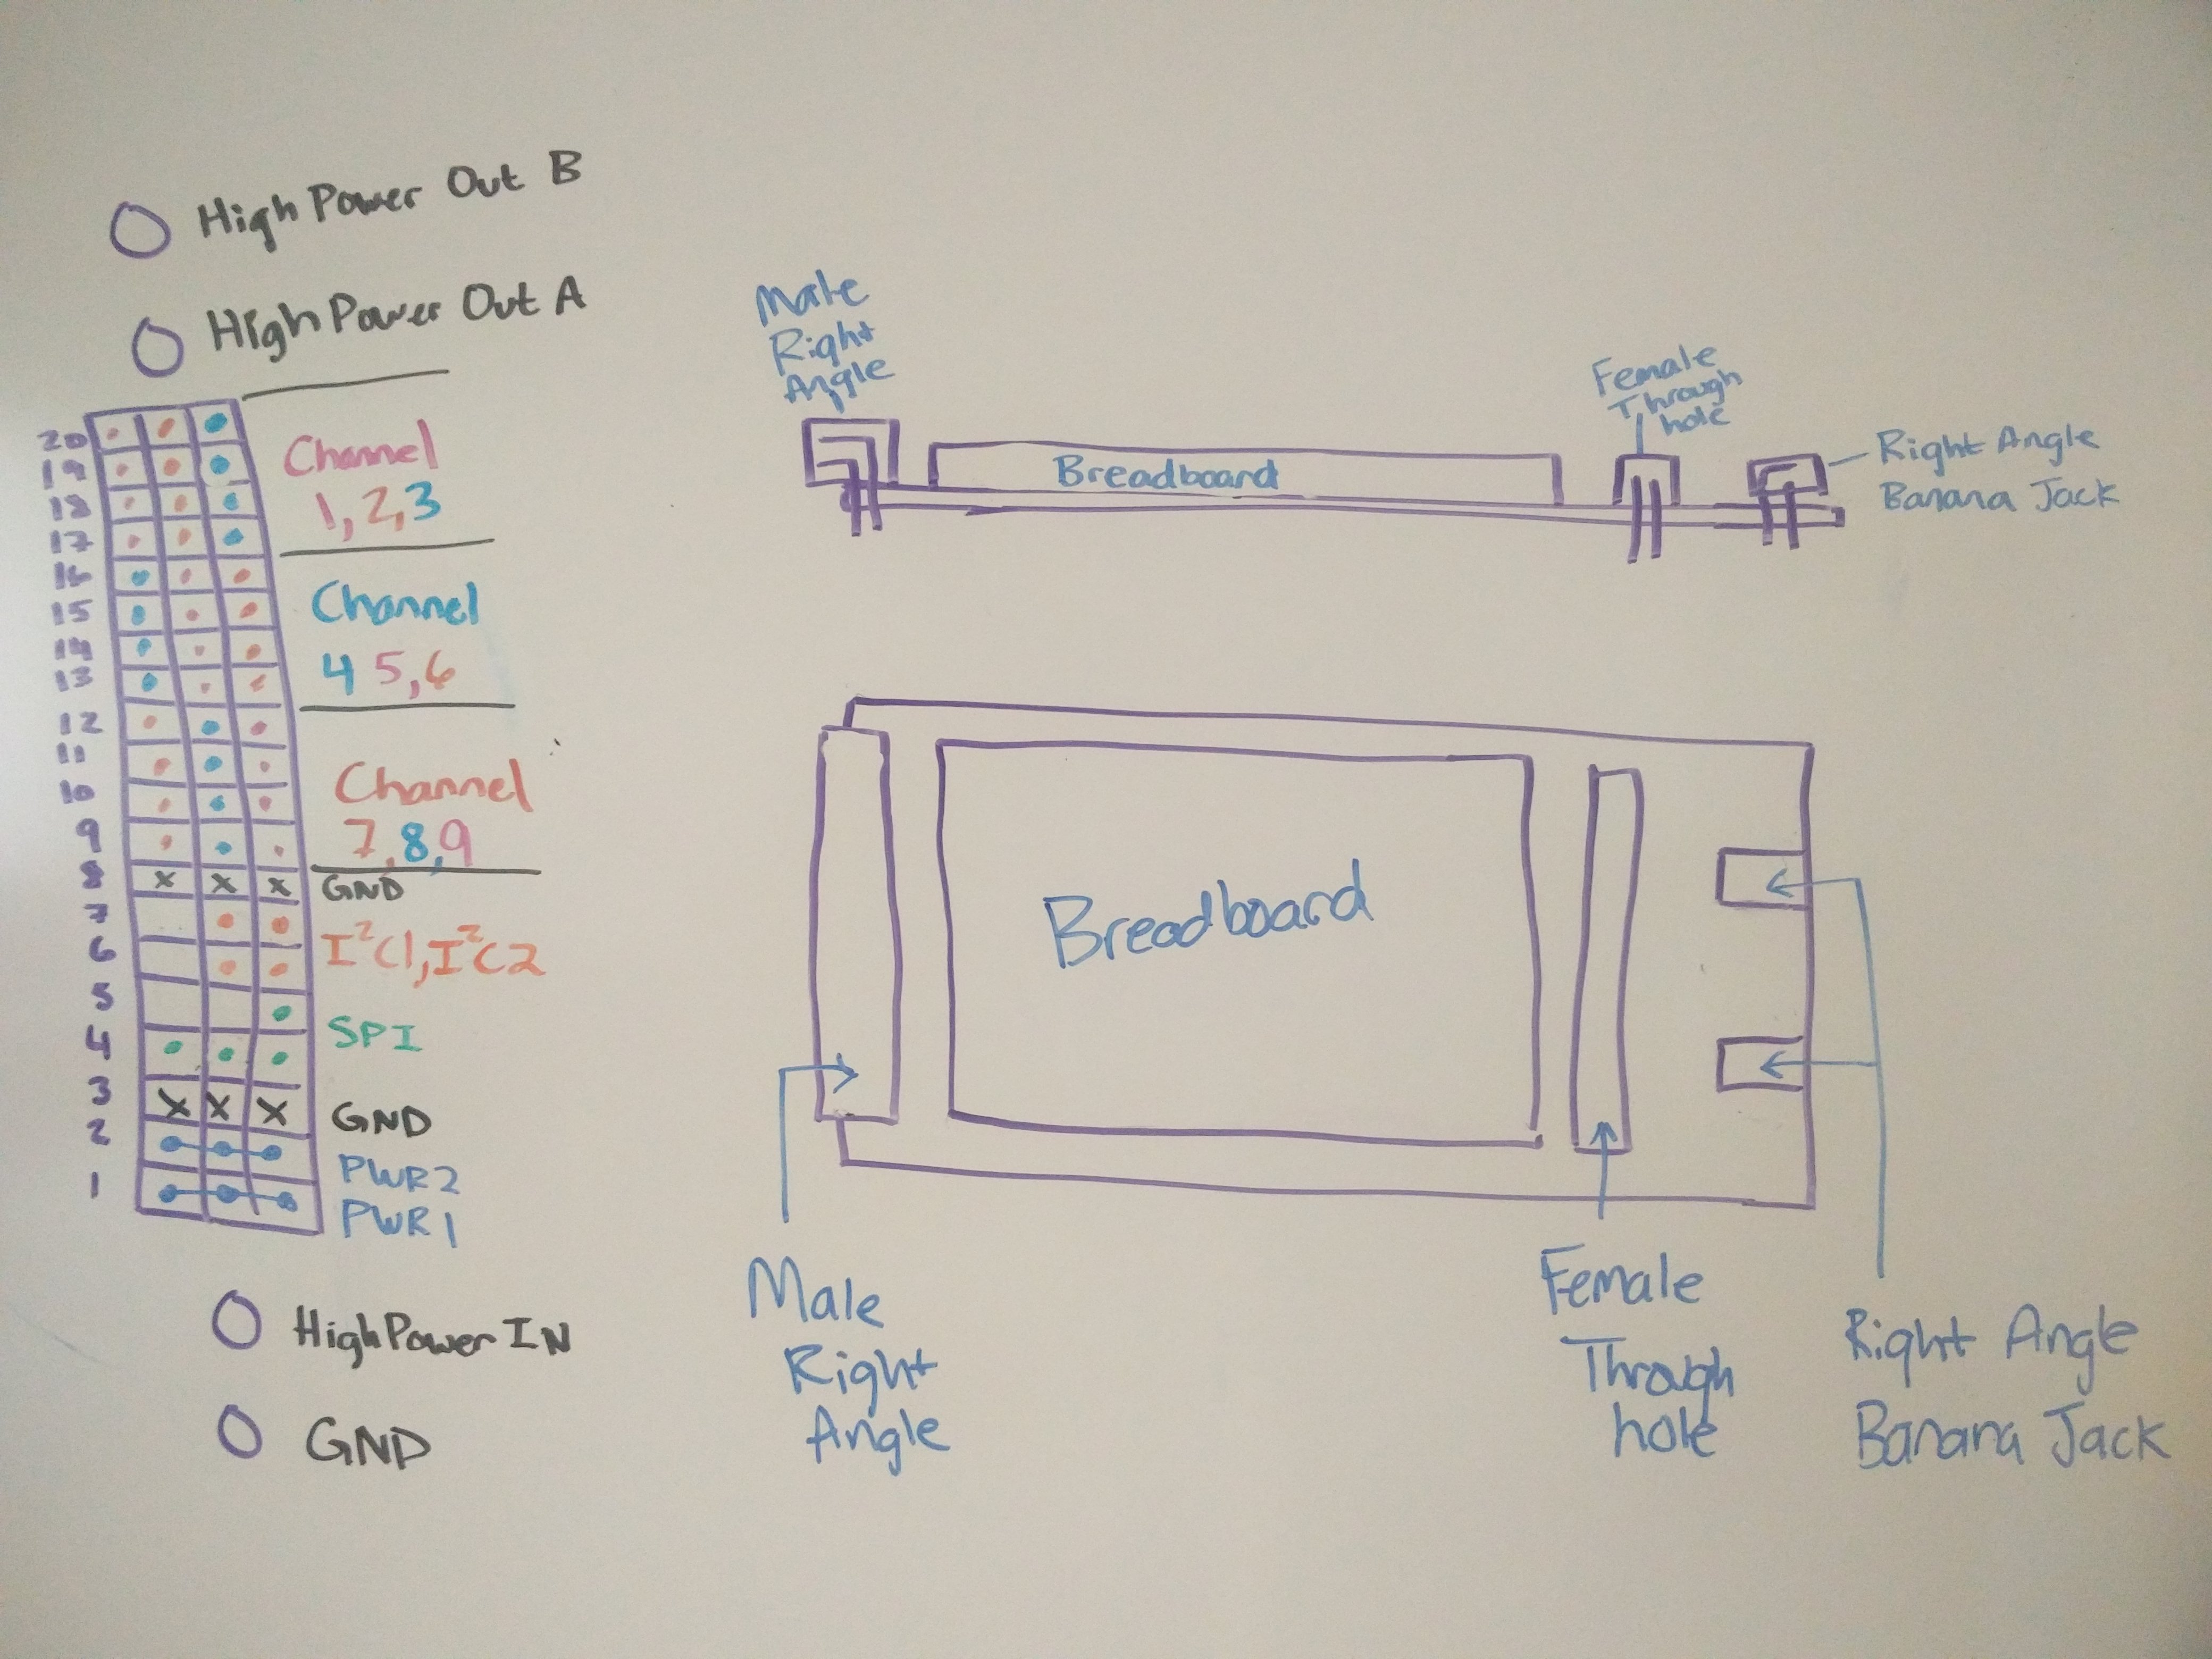 High Power Out B
High Power Out A
20
19
18
17
16
15
14
13
12
11
10
9
8
7
6
5
4
3
2
1
Channel
1, 2, 3
Channel
4 5, 6
Channel
7, 8, 9
x x x GND
I²C1, I²C2
SPI
X X X GND
PWR2
PWR1
High Power IN
GND
Male
Right
Angle
Breadboard
Female
Through
hole
Right Angle
Banana Jack
Breadboard
Male
Right
Angle
Female
Through
hole
Right Angle
Banana Jack